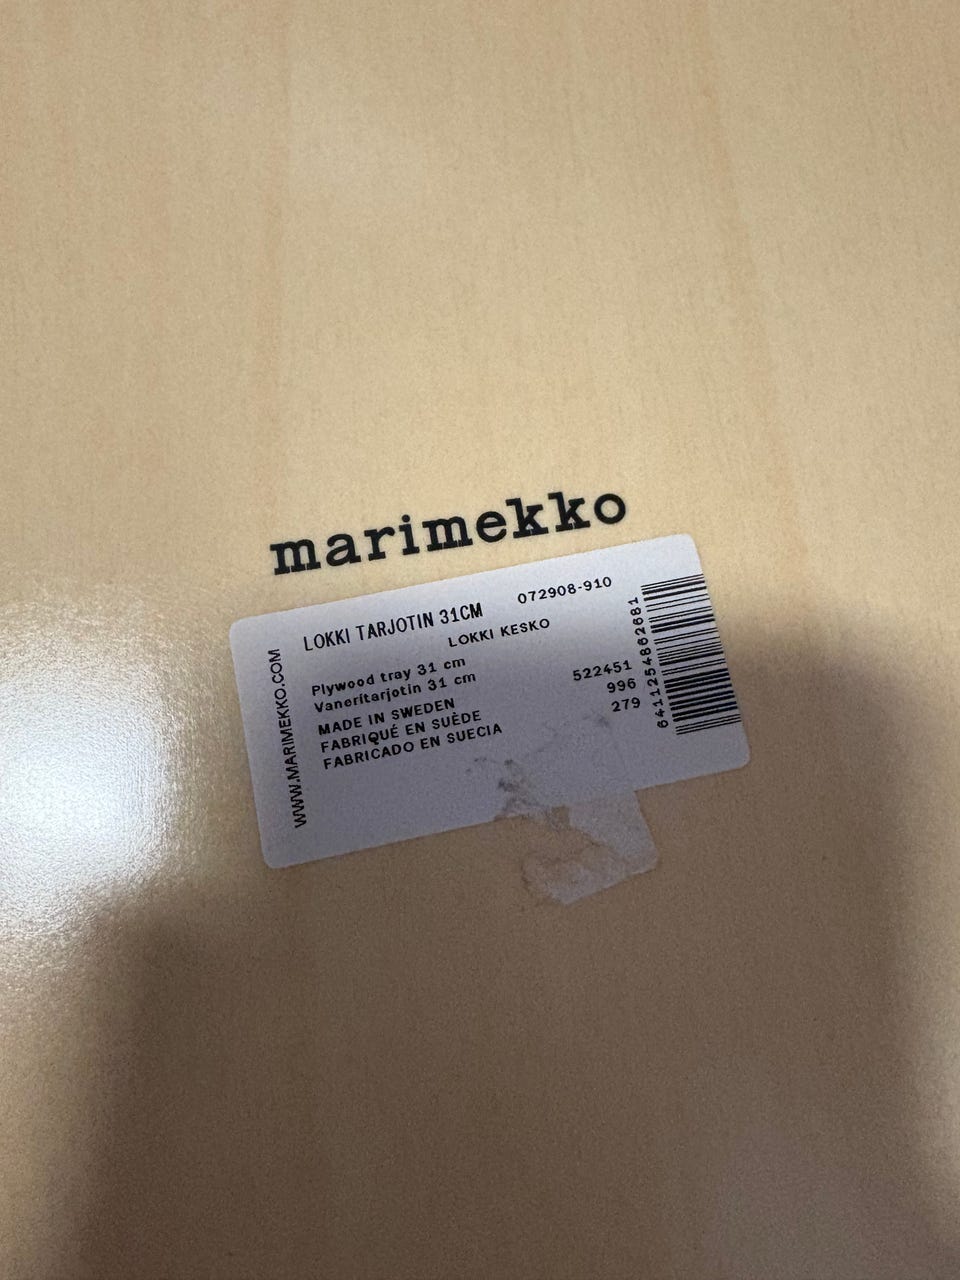 marimekko
LOKKI TARJOTIN 31CM 072908-910
LOKKI KESKO
Plywood tray 31 cm 522451
Vaneritarjotin 31 cm 996
MADE IN SWEDEN 279
FABRIQUÉ EN SUÈDE
FABRICADO EN SUECIA
WWW.MARIMEKKO.COM
6411254862681